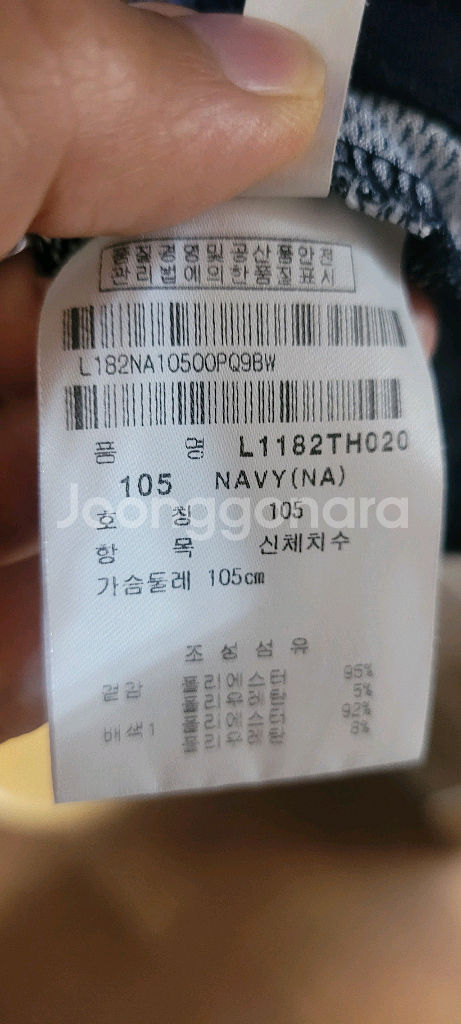 품질경영및공산품안전
관리법에의한품질표시
L182NA10500PQ9BW
품 명 L1182TH020
105 NAVY(NA)
Joonggonara
호 칭 105
항 목 신체치수
가슴둘레 105cm
조 성 섬 유
겉감 폴리에스터 95%
폴리우레탄 5%
배색1 폴리에스터 92%
폴리우레탄 8%